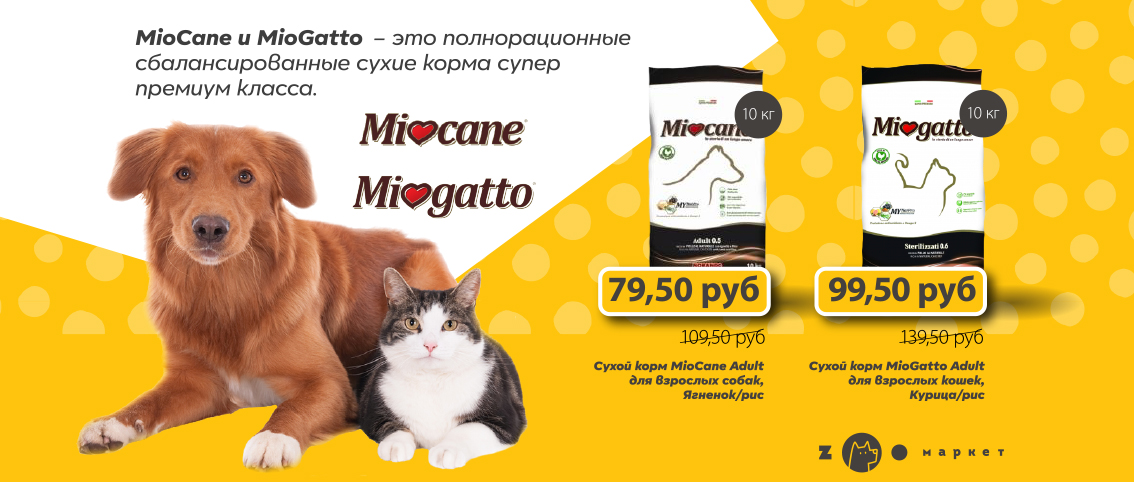 MioCane и MioGatto – это полнорационные
сбалансированные сухие корма супер
премиум класса.
Miocane
Miogatto
10 кг
Miocane
Adult 0.5
10 кг
Miogatto
Sterilizzati 0.6
79,50 руб
109,50 руб
Сухой корм MioCane Adult
для взрослых собак,
Ягненок/рис
99,50 руб
139,50 руб
Сухой корм MioGatto Adult
для взрослых кошек,
Курица/рис
Z маркет